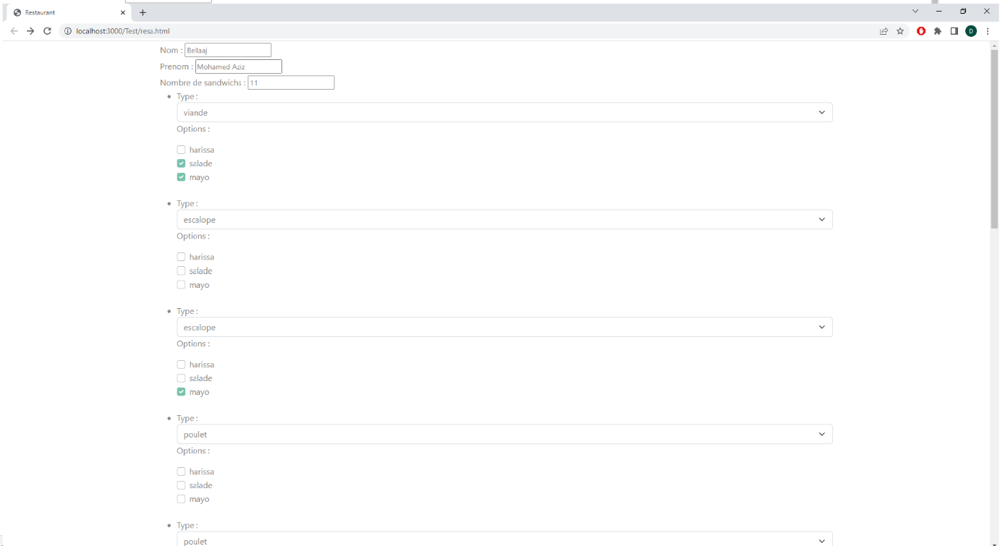 Restaurant
localhost:3000/Test/resa.html
D
Nom : Bellaaj
Prenom : Mohamed Aziz
Nombre de sandwichs : 11
Type :
viande
Options :
harissa
salade
mayo
Type :
escalope
Options :
harissa
salade
mayo
Type :
escalope
Options :
harissa
salade
mayo
Type :
poulet
Options :
harissa
salade
mayo
Type :
poulet